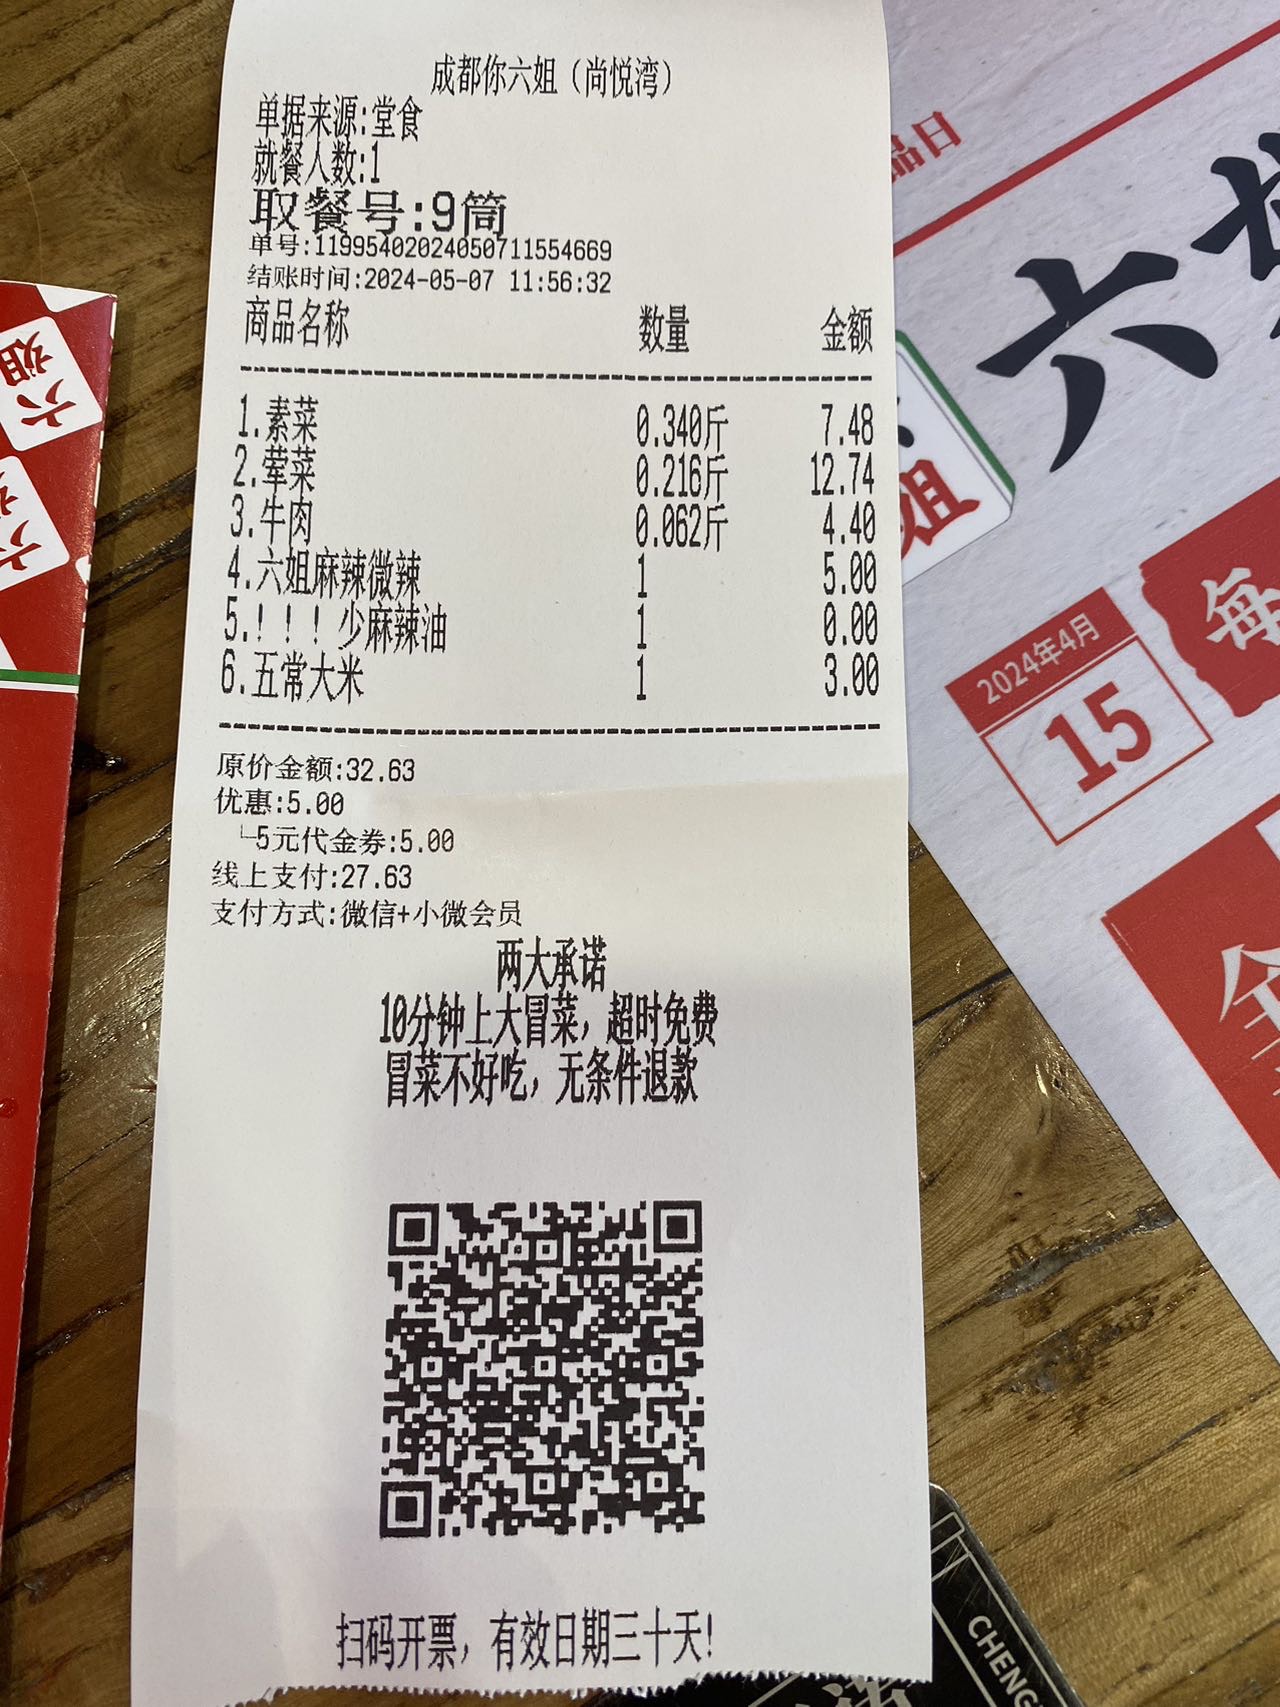 成都你六姐（尚悦湾）
单据来源:堂食
就餐人数:1
取餐号:9筒
单号:11995402024050711554669
结账时间:2024-05-07 11:56:32
商品名称 数量 金额
1.素菜 0.340斤 7.48
2.荤菜 0.216斤 12.74
3.牛肉 0.062斤 4.40
4.六姐麻辣微辣 1 5.00
5.！！！少麻辣油 1 0.00
6.五常大米 1 3.00
原价金额:32.63
优惠:5.00
└5元代金券:5.00
线上支付:27.63
支付方式:微信+小微会员
两大承诺
10分钟上大冒菜，超时免费
冒菜不好吃，无条件退款
扫码开票，有效日期三十天!
品日
六
姐
2024年4月
15
每
全
CHENG
六姐
六